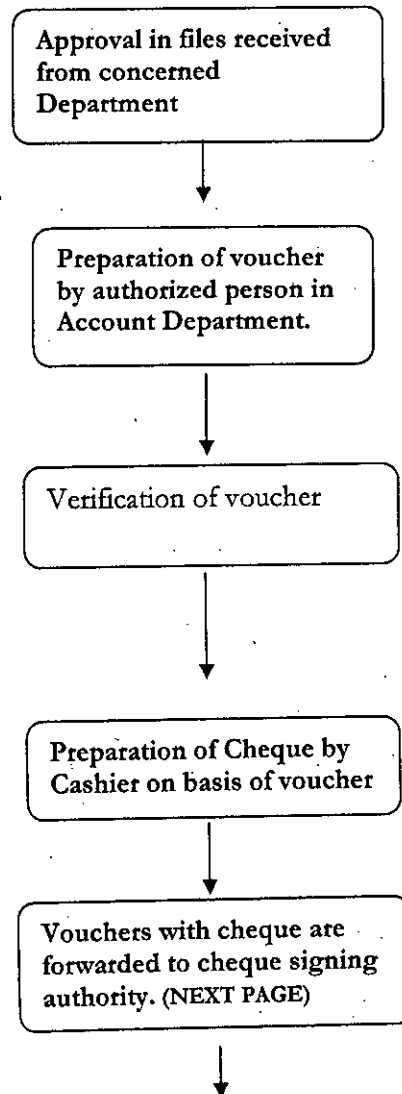 Approval in files received
from concerned
Department
Preparation of voucher
by authorized person in
Account Department.
Verification of voucher
Preparation of Cheque by
Cashier on basis of voucher
Vouchers with cheque are
forwarded to cheque signing
authority. (NEXT PAGE)